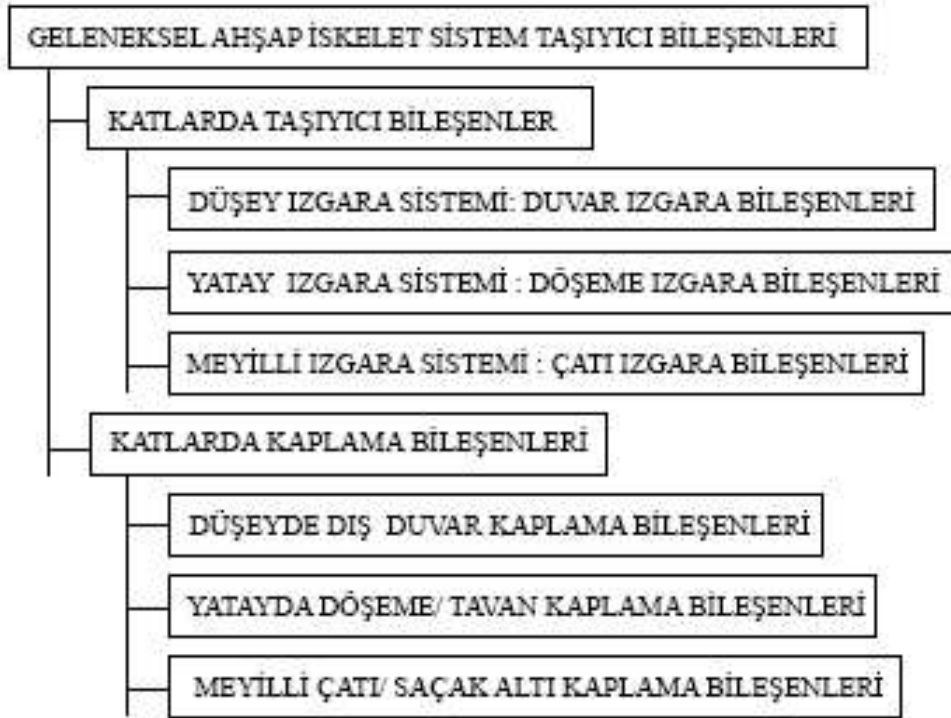 GELENEKSEL AHŞAP İSKELET SİSTEM TAŞIYICI BİLEŞENLERİ
KATLARDA TAŞIYICI BİLEŞENLER
DÜŞEY IZGARA SİSTEMİ: DUVAR IZGARA BİLEŞENLERİ
YATAY IZGARA SİSTEMİ : DÖŞEME IZGARA BİLEŞENLERİ
MEYİLLİ IZGARA SİSTEMİ : ÇATI IZGARA BİLEŞENLERİ
KATLARDA KAPLAMA BİLEŞENLERİ
DÜŞEYDE DIŞ DUVAR KAPLAMA BİLEŞENLERİ
YATAYDA DÖŞEME/ TAVAN KAPLAMA BİLEŞENLERİ
MEYİLLİ ÇATI/ SAÇAK ALTI KAPLAMA BİLEŞENLERİ